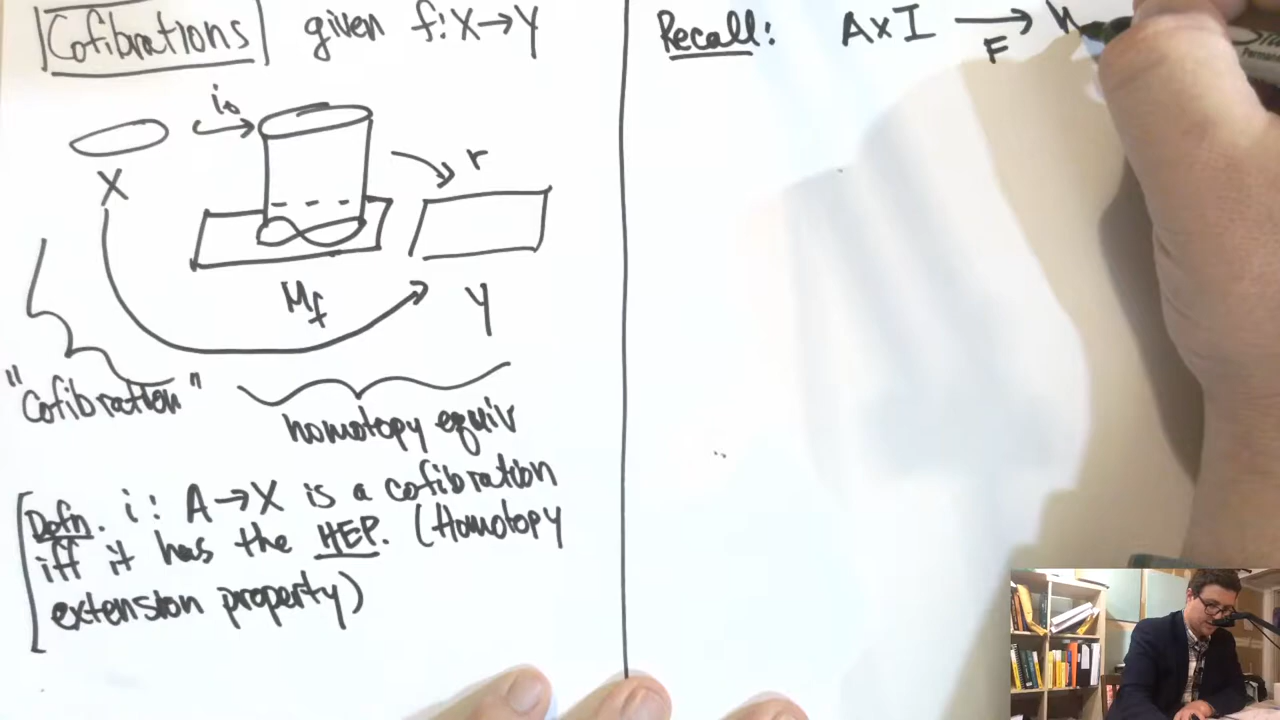 Cofibrations given f: X→Y
i₀
r
X
M_f
Y
"Cofibration"
homotopy equiv
Defn. i: A→X is a cofibration
iff it has the HEP. (Homotopy
extension property)
Recall: A×I →
F